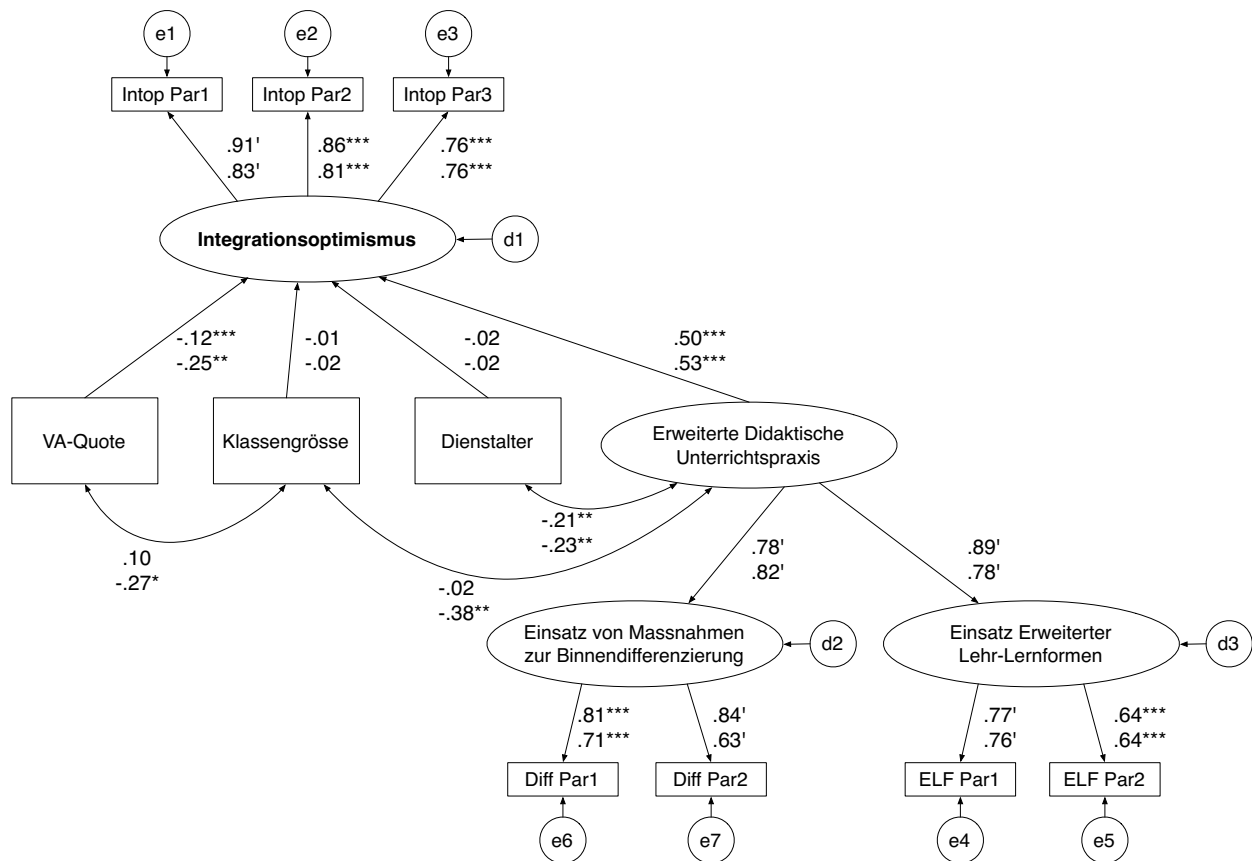 e1
e2
e3
Intop Par1
Intop Par2
Intop Par3
.91'
.83'
.86***
.81***
.76***
.76***
Integrationsoptimismus
d1
-.12***
-.25**
-.01
-.02
-.02
-.02
.50***
.53***
VA-Quote
Klassengrösse
Dienstalter
Erweiterte Didaktische
Unterrichtspraxis
.10
-.27*
-.02
-.38**
-.21**
-.23**
.78'
.82'
.89'
.78'
Einsatz von Massnahmen
zur Binnendifferenzierung
d2
Einsatz Erweiterter
Lehr-Lernformen
d3
.81***
.71***
.84'
.63'
.77'
.76'
.64***
.64***
Diff Par1
Diff Par2
ELF Par1
ELF Par2
e6
e7
e4
e5